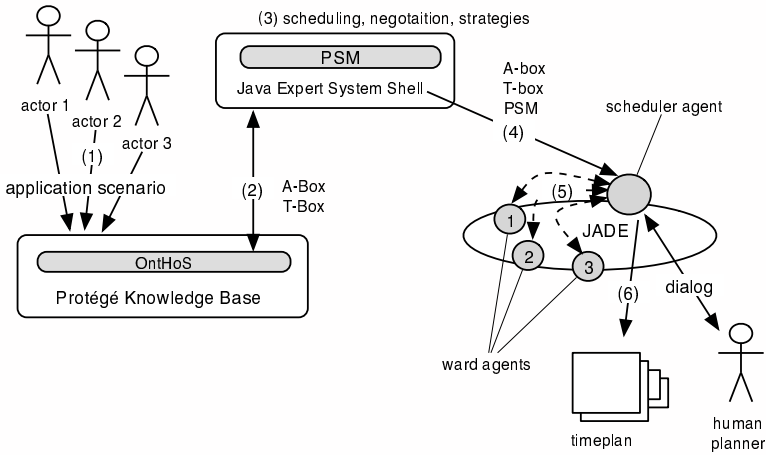 (3) scheduling, negotaition, strategies
PSM
Java Expert System Shell
actor 1
actor 2
actor 3
(1)
application scenario
(2)
A-Box
T-Box
OntHoS
Protégé Knowledge Base
A-box
T-box
PSM
(4)
scheduler agent
(5)
1
2
3
JADE
(6)
dialog
ward agents
timeplan
human
planner